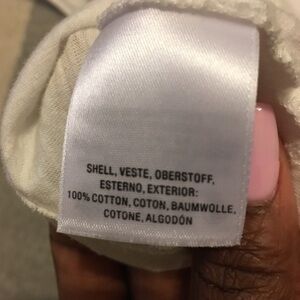 SHELL, VESTE, OBERSTOFF,
ESTERNO, EXTERIOR:
100% COTTON, COTON, BAUMWOLLE,
COTONE, ALGODÓN